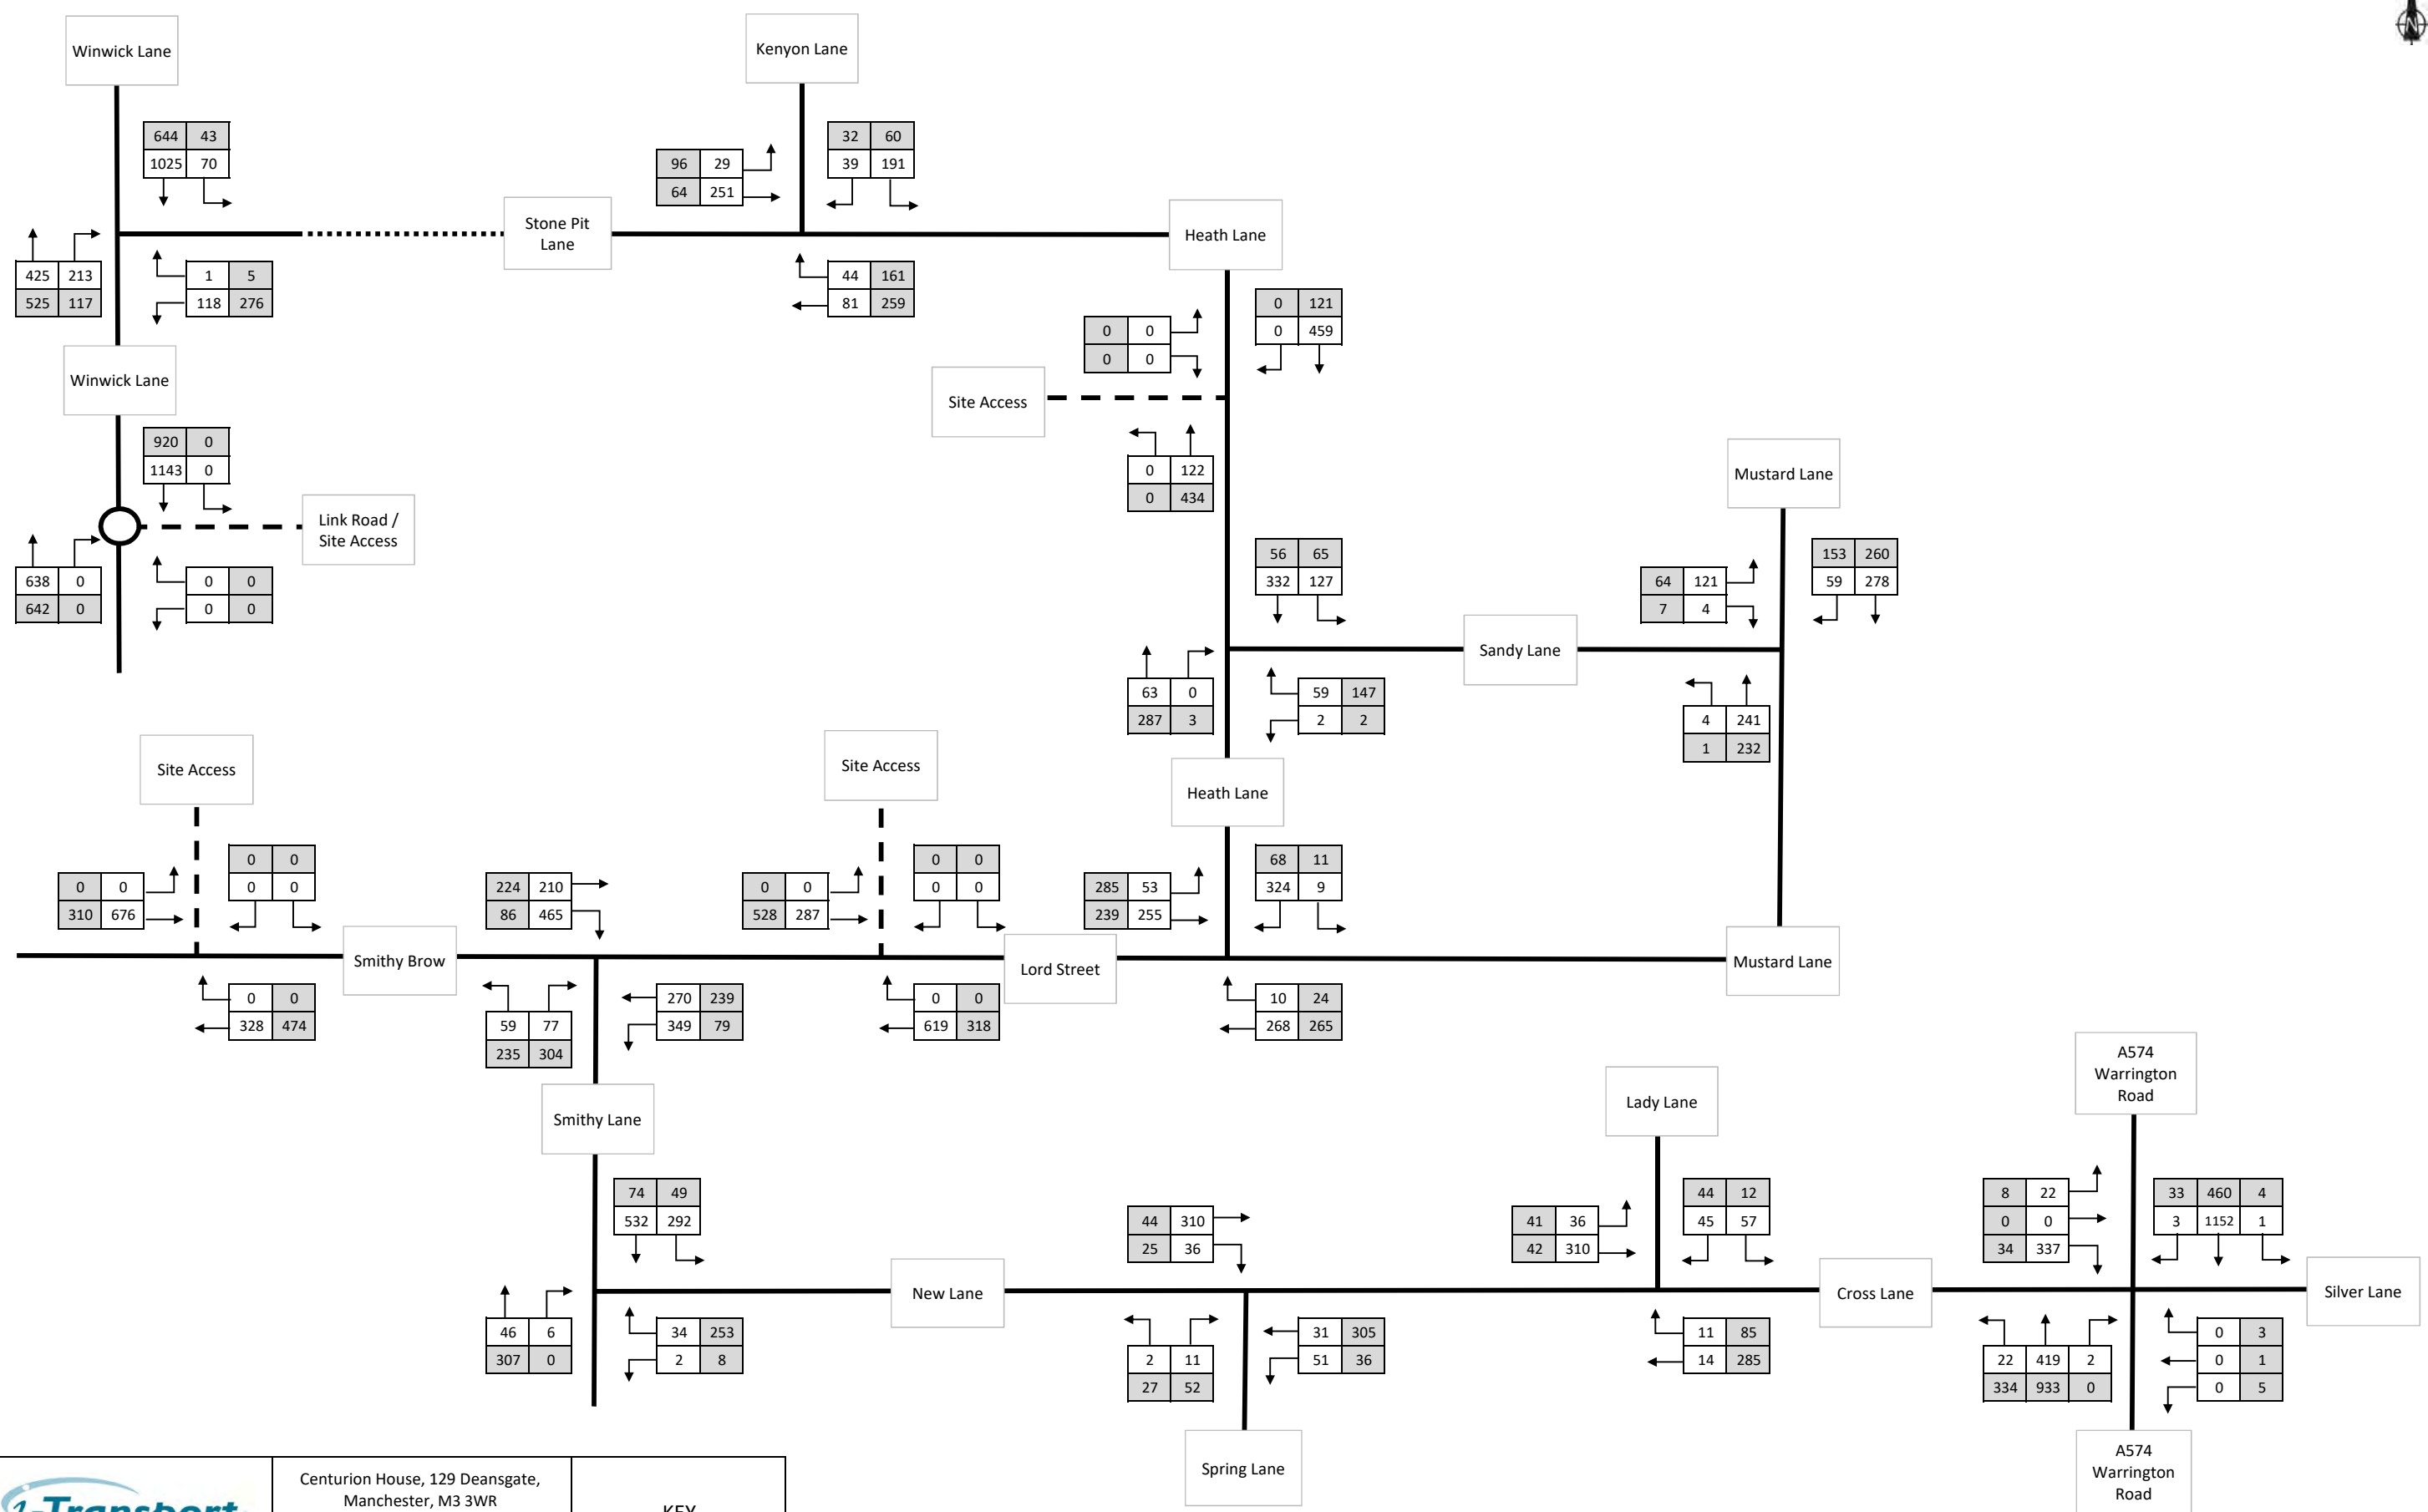 N
Winwick Lane
Kenyon Lane
644 43
1025 70
96 29
64 251
32 60
39 191
Stone Pit
Lane
Heath Lane
425 213
525 117
1 5
118 276
44 161
81 259
0 0
0 0
0 121
0 459
Winwick Lane
Site Access
920 0
1143 0
0 122
0 434
Mustard Lane
Link Road /
Site Access
638 0
642 0
0 0
0 0
56 65
332 127
64 121
7 4
153 260
59 278
Sandy Lane
63 0
287 3
59 147
2 2
4 241
1 232
Site Access
Site Access
Heath Lane
0 0
310 676
0 0
0 0
224 210
86 465
0 0
528 287
0 0
0 0
285 53
239 255
68 11
324 9
Smithy Brow
Lord Street
Mustard Lane
0 0
328 474
59 77
235 304
270 239
349 79
0 0
619 318
10 24
268 265
A574
Warrington
Road
Smithy Lane
Lady Lane
74 49
532 292
44 310
25 36
41 36
42 310
44 12
45 57
8 22
0 0
34 337
33 460 4
3 1152 1
New Lane
Cross Lane
Silver Lane
46 6
307 0
34 253
2 8
2 11
27 52
31 305
51 36
11 85
14 285
22 419 2
334 933 0
0 3
0 1
0 5
Spring Lane
A574
Warrington
Road
i-Transport
Centurion House, 129 Deansgate,
Manchester, M3 3WR
KEY